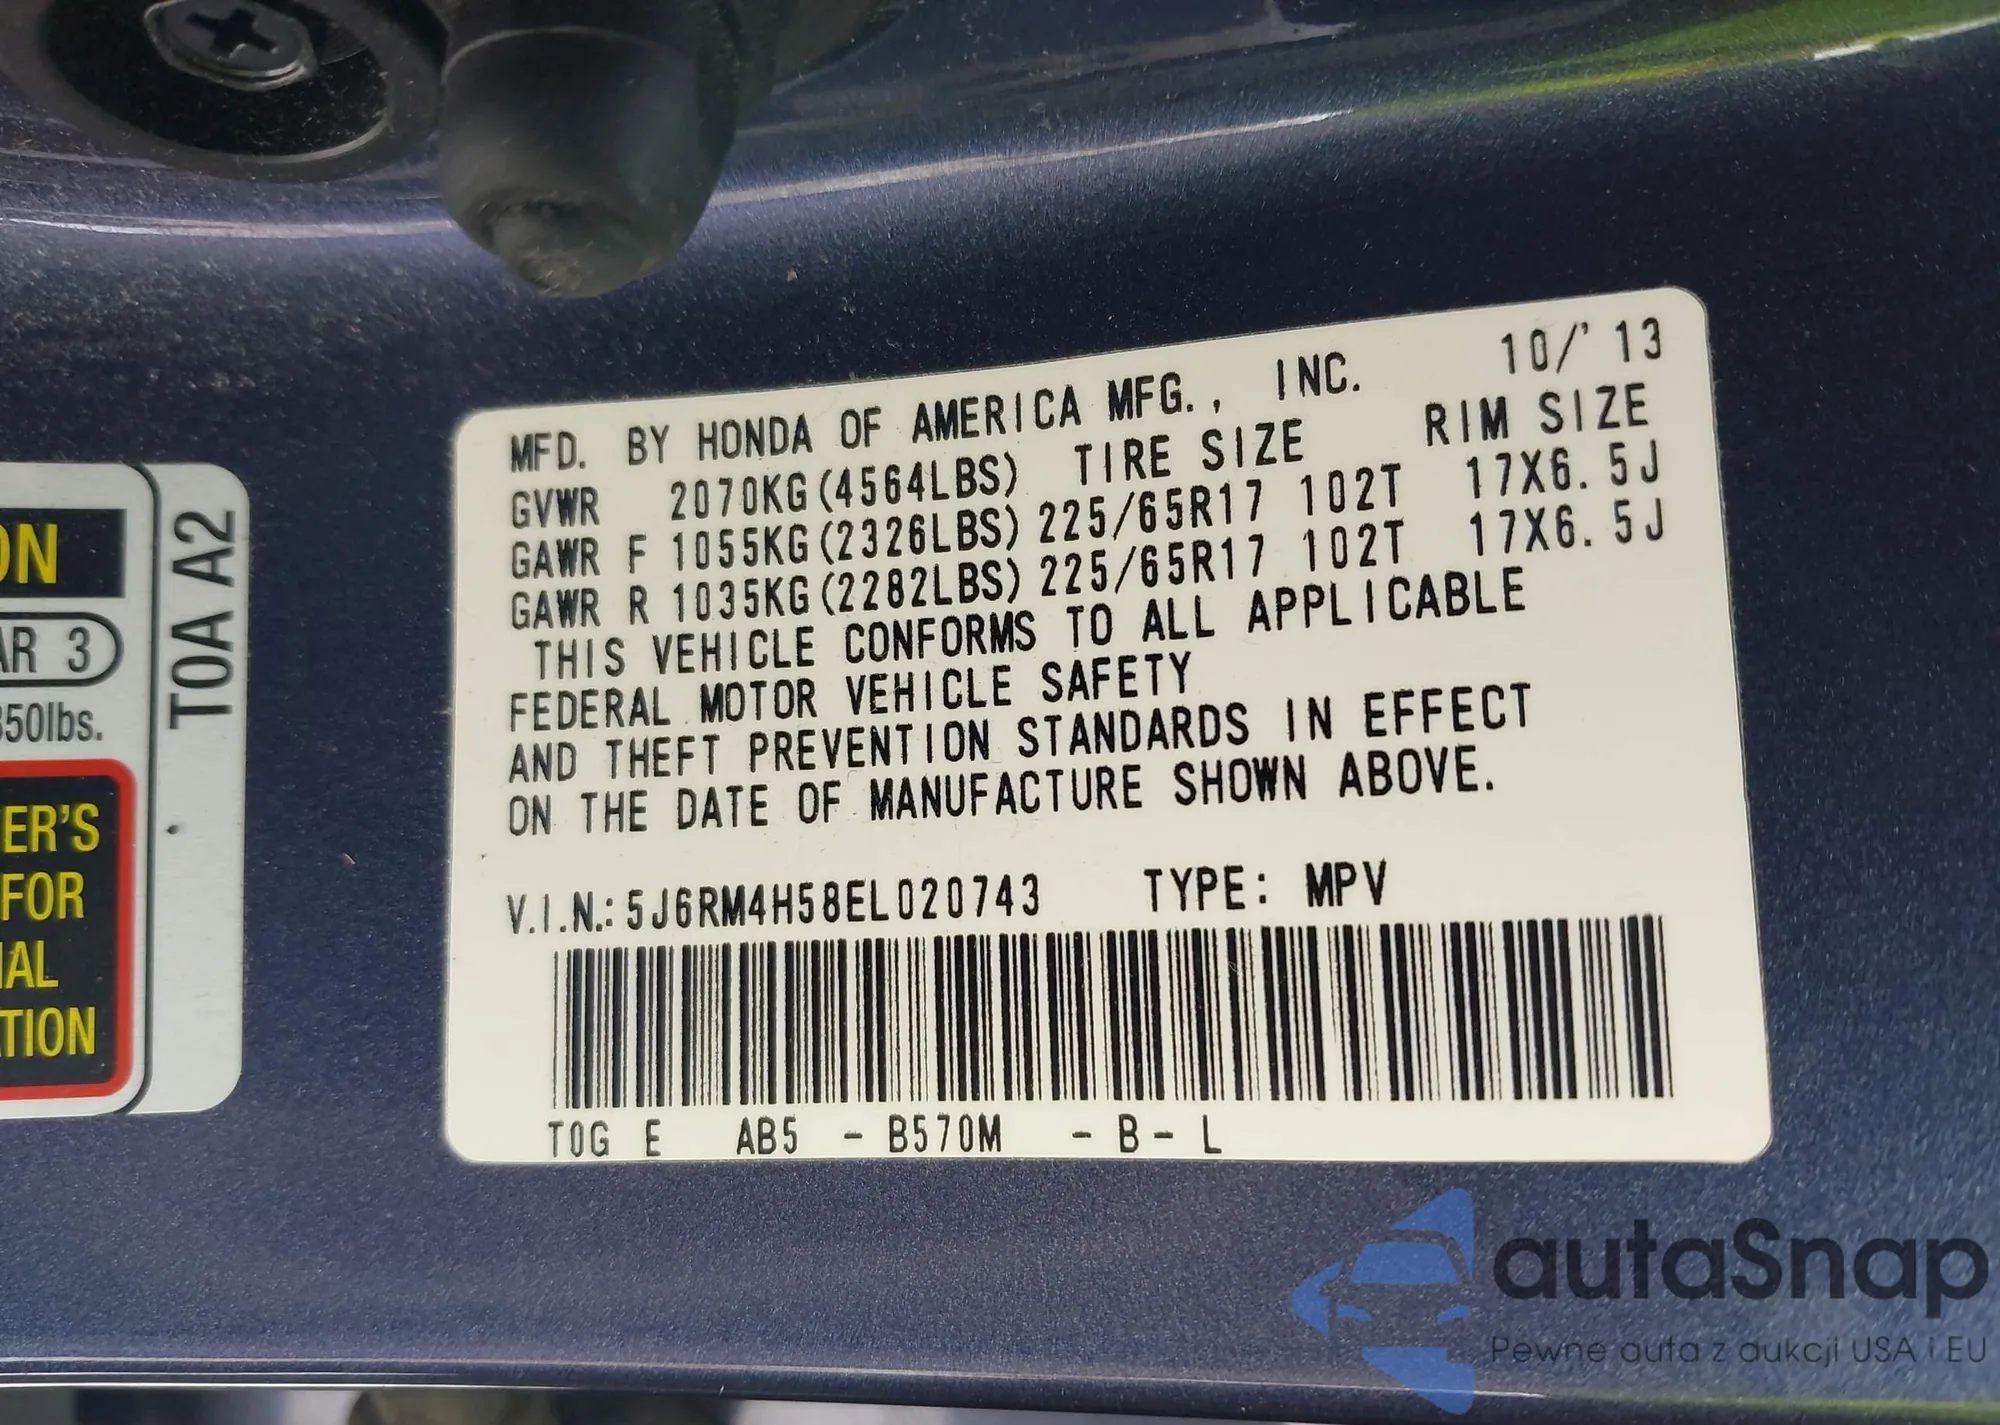 MFD. BY HONDA OF AMERICA MFG., INC. 10/'13
GVWR 2070KG(4564LBS) TIRE SIZE RIM SIZE
GAWR F 1055KG(2326LBS) 225/65R17 102T 17X6.5J
GAWR R 1035KG(2282LBS) 225/65R17 102T 17X6.5J
THIS VEHICLE CONFORMS TO ALL APPLICABLE
FEDERAL MOTOR VEHICLE SAFETY
AND THEFT PREVENTION STANDARDS IN EFFECT
ON THE DATE OF MANUFACTURE SHOWN ABOVE.
V.I.N.: 5J6RM4H58EL020743 TYPE: MPV
T0G E AB5 - B570M - B - L
ON
AR 3
350lbs.
ER'S
FOR
IAL
TION
T0A A2
autaSnap
Pewne auta z aukcji USA i EU